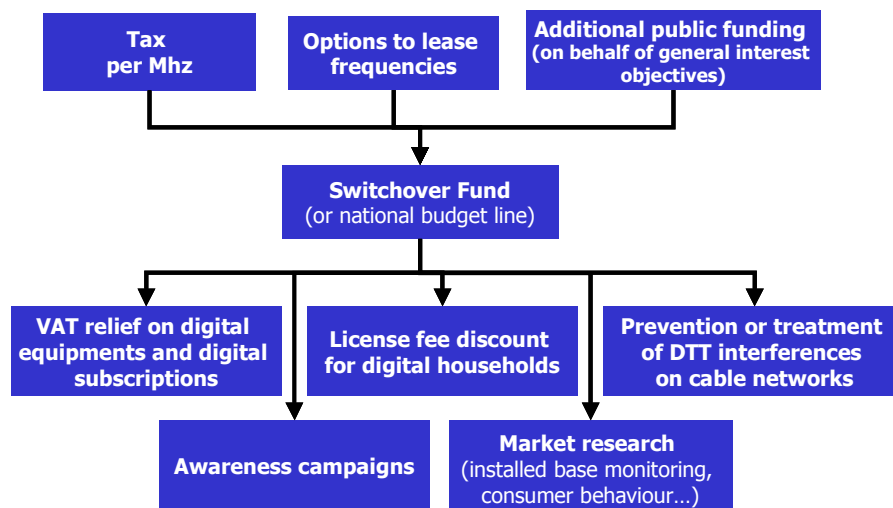 Tax
per Mhz
Options to lease
frequencies
Additional public funding
(on behalf of general interest
objectives)
Switchover Fund
(or national budget line)
VAT relief on digital
equipments and digital
subscriptions
License fee discount
for digital households
Prevention or treatment
of DTT interferences
on cable networks
Awareness campaigns
Market research
(installed base monitoring,
consumer behaviour…)